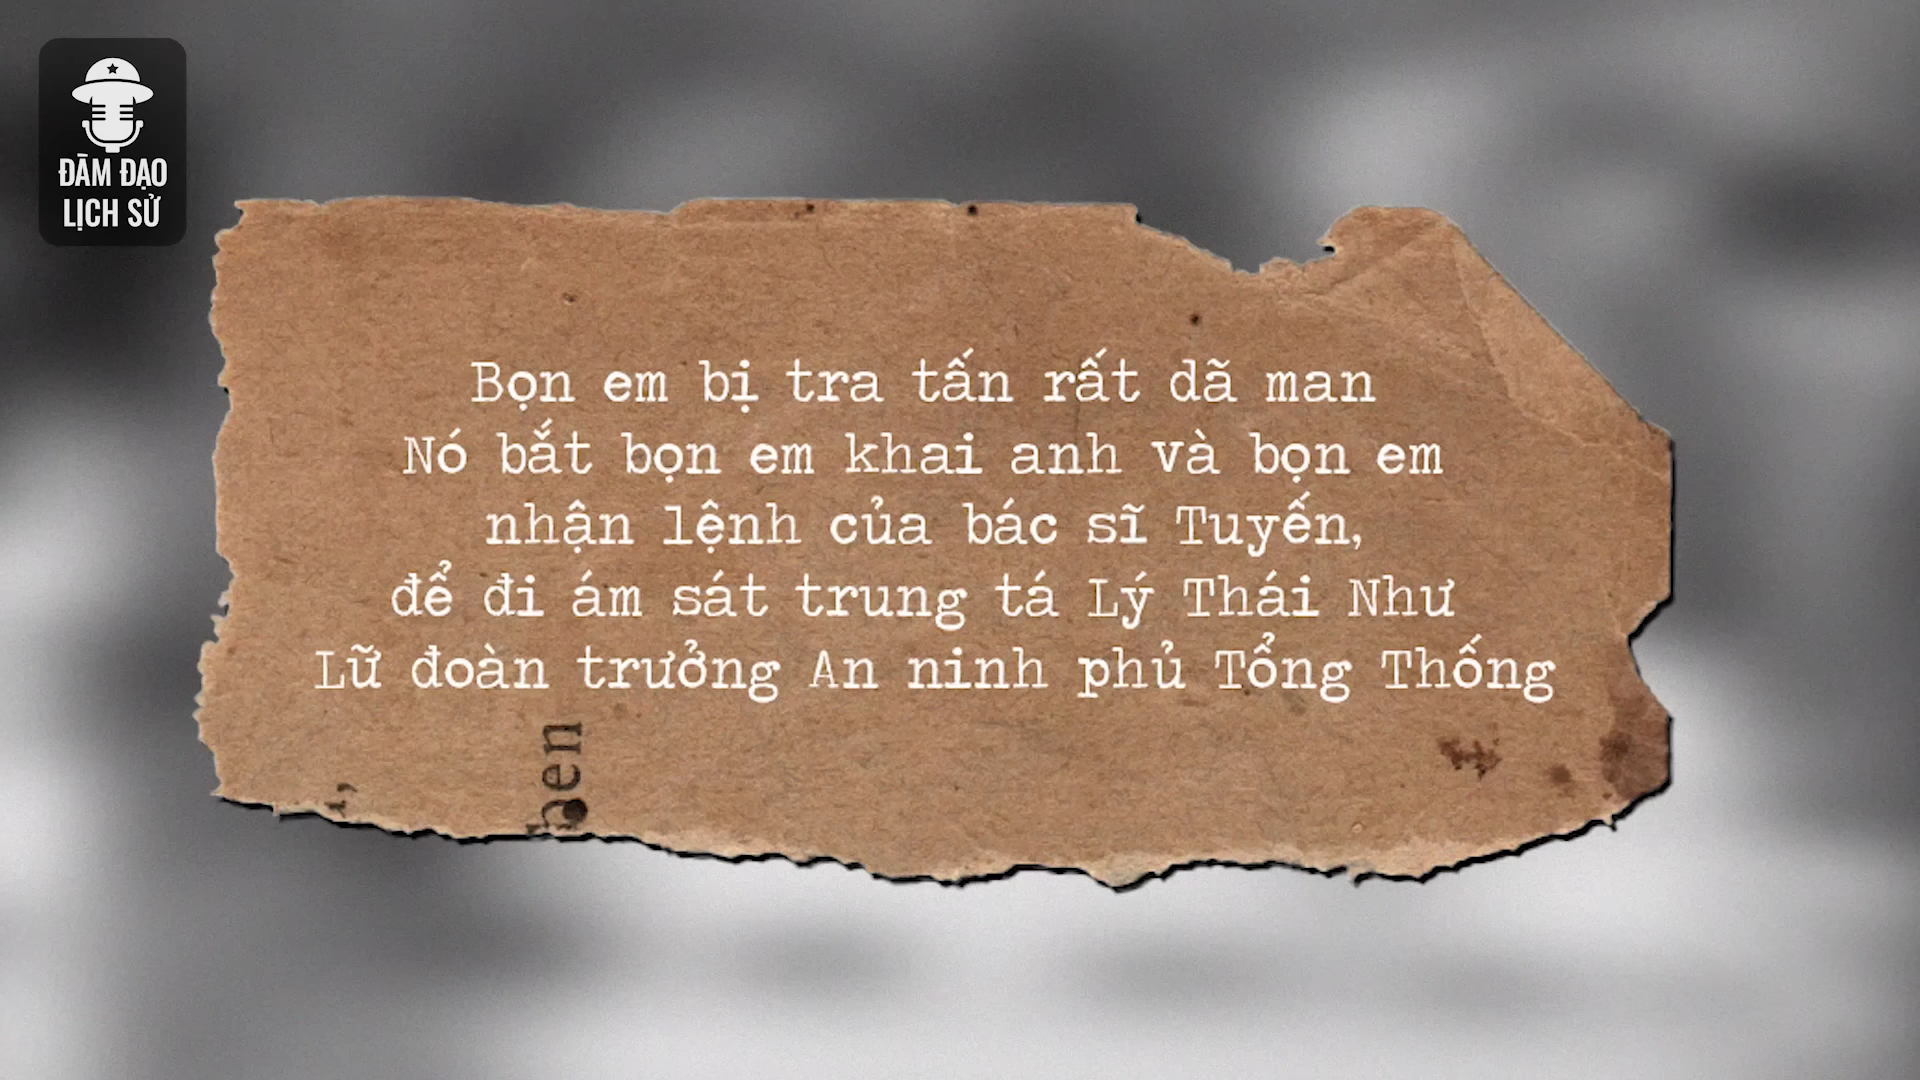 ĐÀM ĐẠO
LỊCH SỬ
Bọn em bị tra tấn rất dã man
Nó bắt bọn em khai anh và bọn em
nhận lệnh của bác sĩ Tuyến,
để đi ám sát trung tá Lý Thái Như
Lữ đoàn trưởng An ninh phủ Tổng Thống